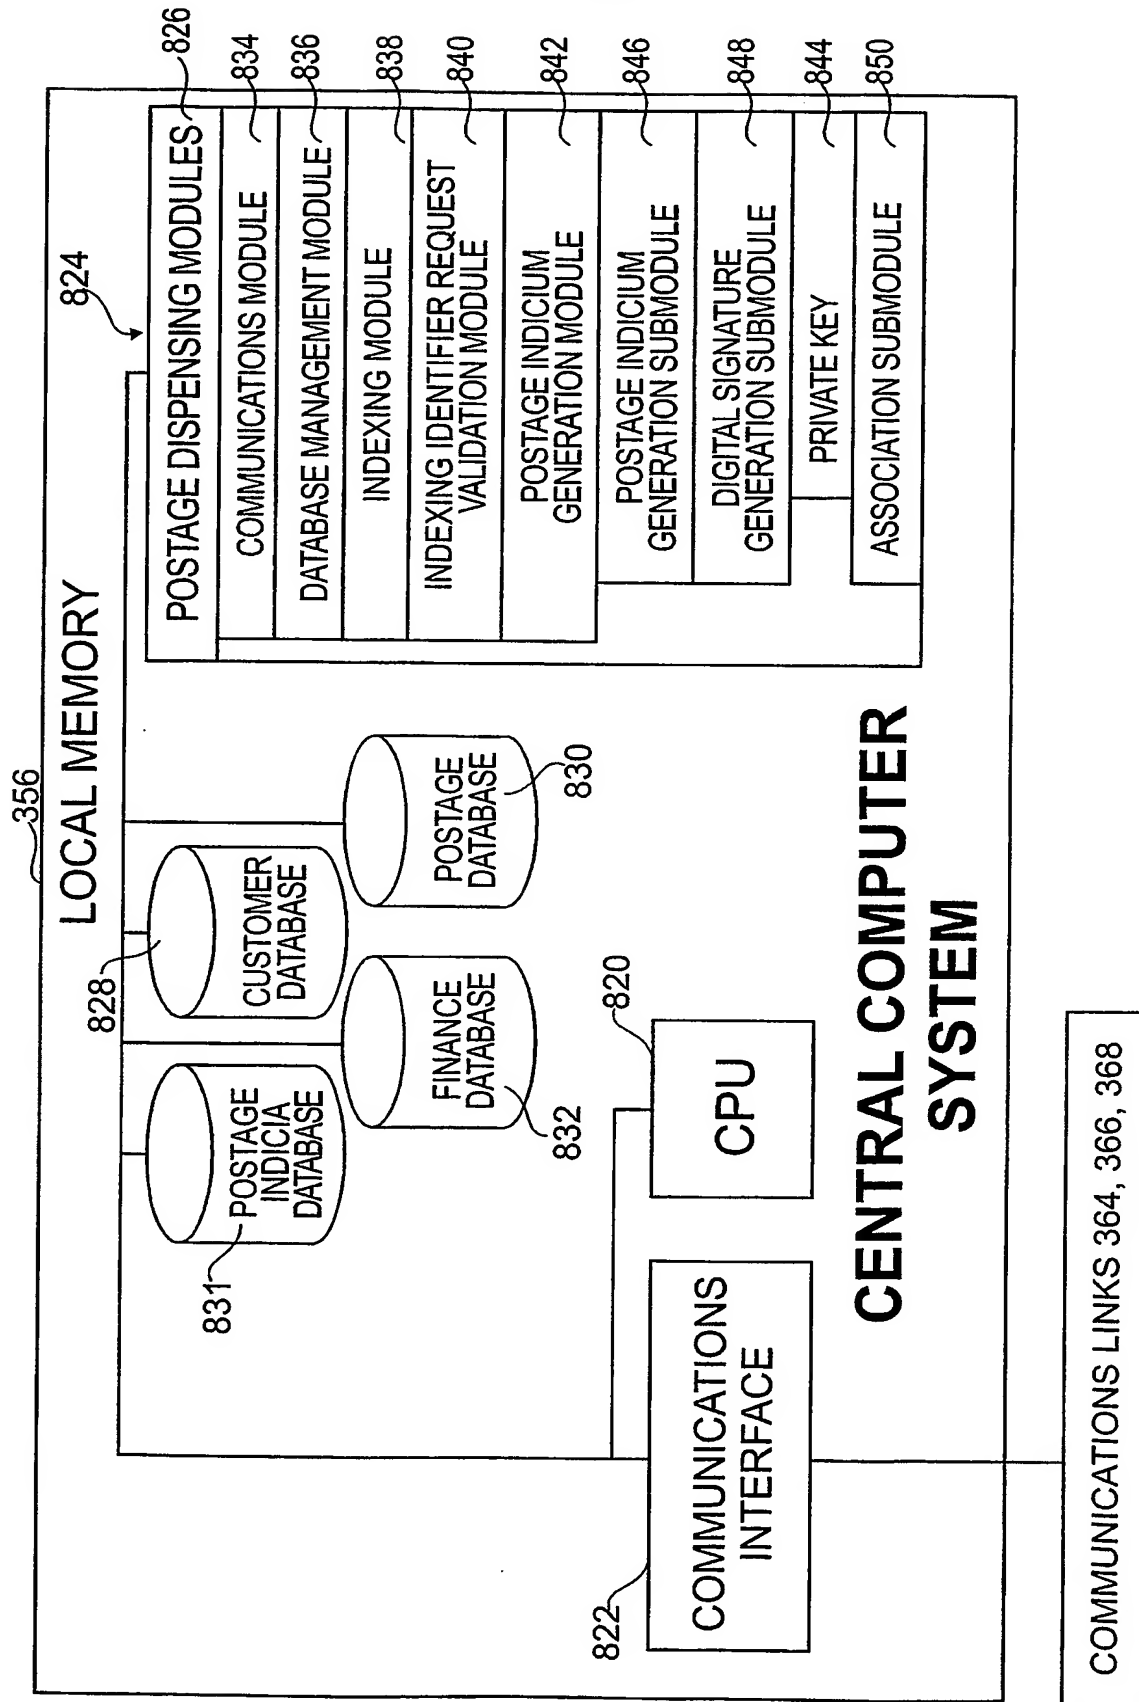 356
LOCAL MEMORY
824
826
POSTAGE DISPENSING MODULES
834
COMMUNICATIONS MODULE
836
DATABASE MANAGEMENT MODULE
838
INDEXING MODULE
840
INDEXING IDENTIFIER REQUEST
VALIDATION MODULE
842
POSTAGE INDICIUM
GENERATION MODULE
846
POSTAGE INDICIUM
GENERATION SUBMODULE
848
DIGITAL SIGNATURE
GENERATION SUBMODULE
844
PRIVATE KEY
850
ASSOCIATION SUBMODULE
828
CUSTOMER
DATABASE
830
POSTAGE
DATABASE
831
POSTAGE
INDICIA
DATABASE
832
FINANCE
DATABASE
820
CPU
822
COMMUNICATIONS
INTERFACE
CENTRAL COMPUTER
SYSTEM
COMMUNICATIONS LINKS 364, 366, 368